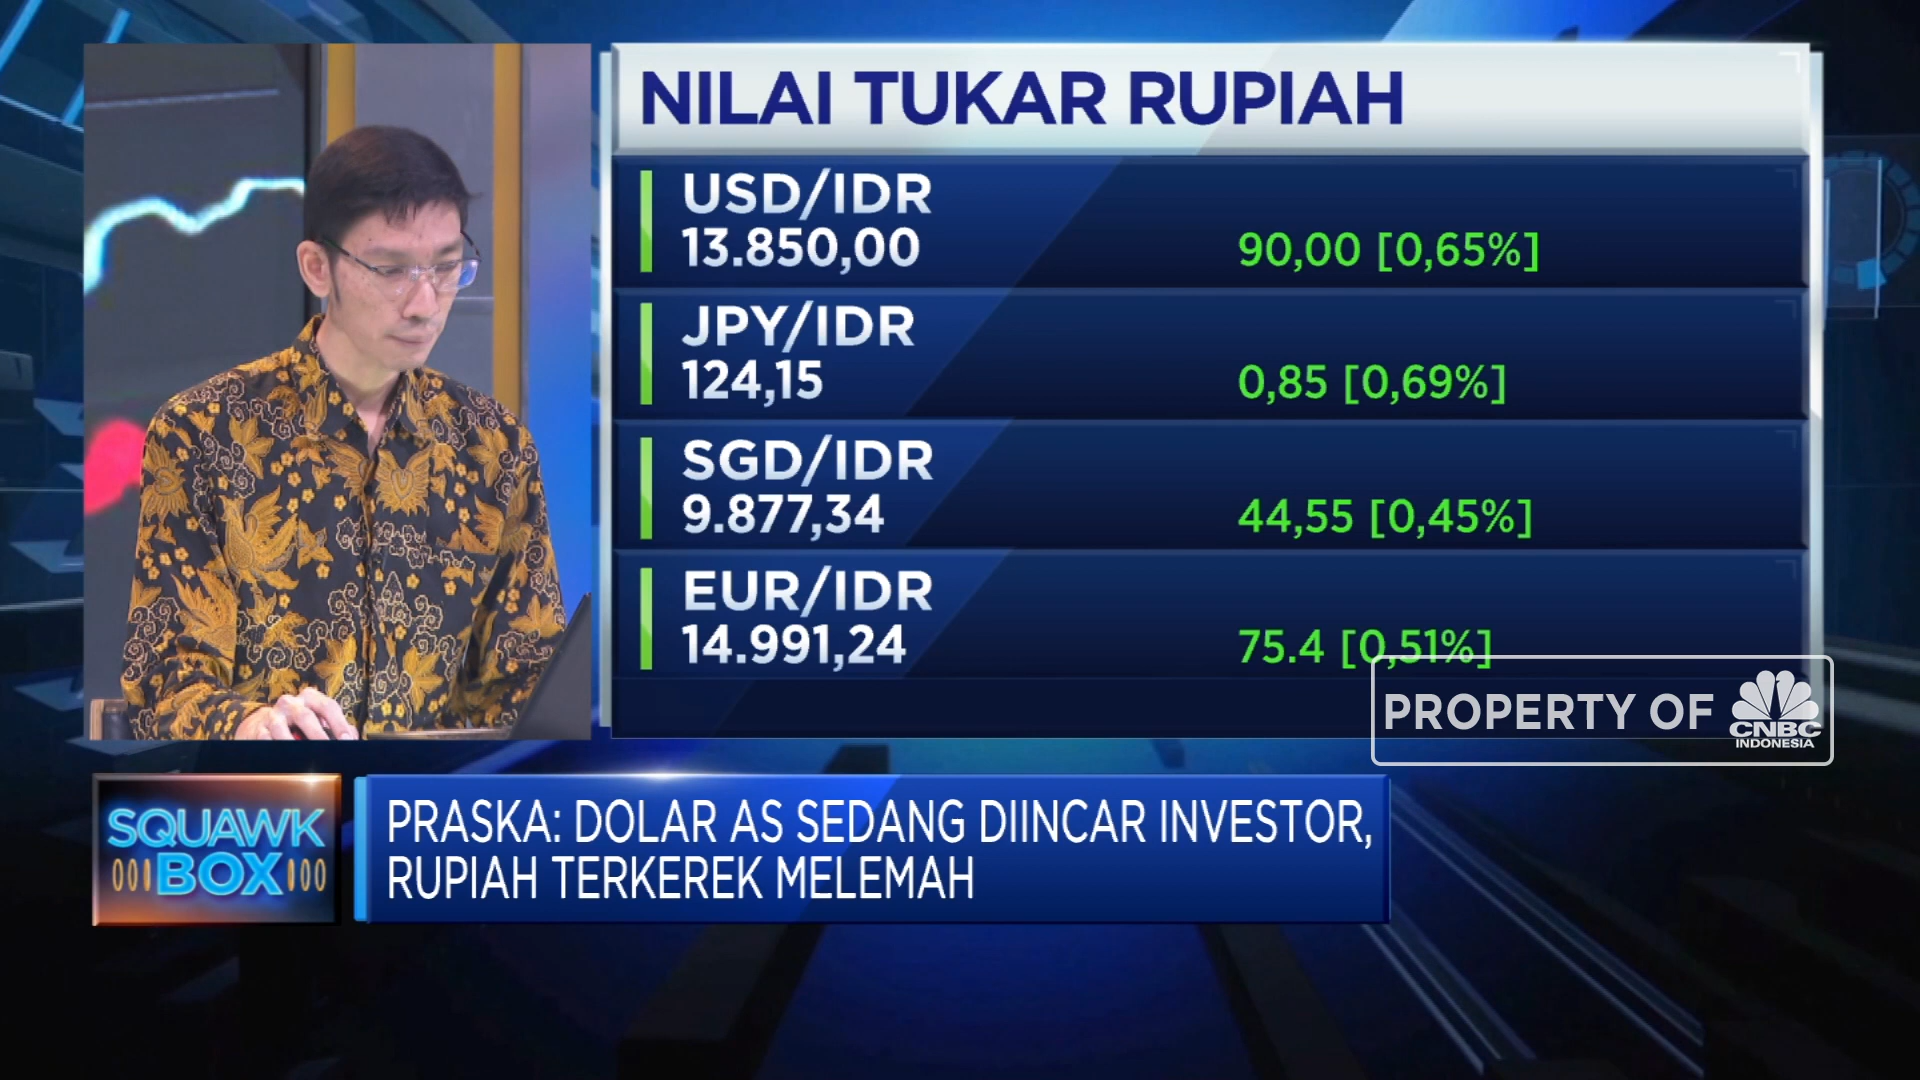 NILAI TUKAR RUPIAH
USD/IDR
13.850,00
90,00 [0,65%]
JPY/IDR
124,15
0,85 [0,69%]
SGD/IDR
9.877,34
44,55 [0,45%]
EUR/IDR
14.991,24
75.4 [0,51%]
PROPERTY OF CNBC INDONESIA
SQUAWK
BOX
PRASKA: DOLAR AS SEDANG DIINCAR INVESTOR,
RUPIAH TERKEREK MELEMAH